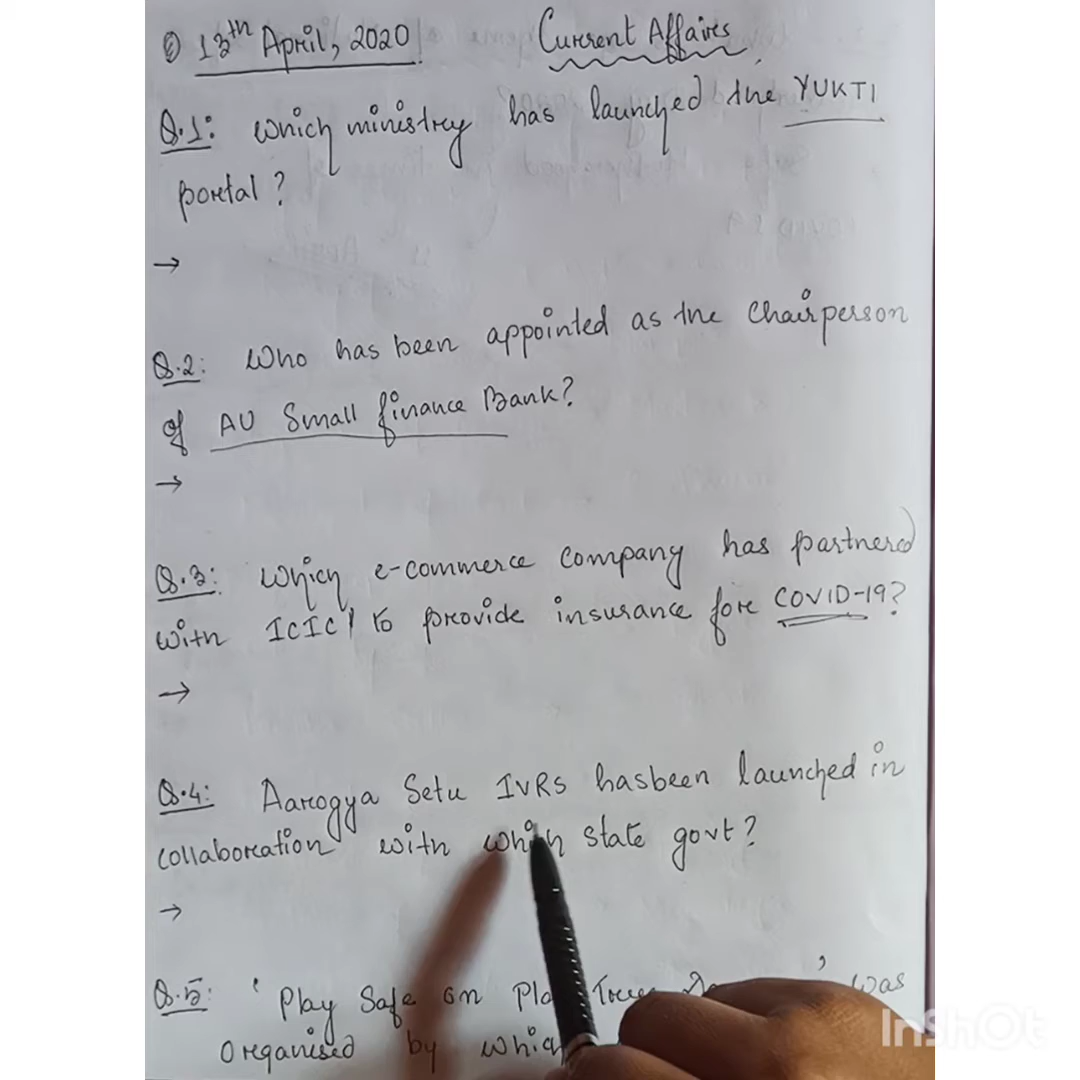 13th April, 2020 Current Affairs
Q.1: Which ministry has launched the YUKTI
portal?
→
Q.2: Who has been appointed as the Chairperson
of AU Small finance Bank?
→
Q.3: Which e-commerce company has partnered
with ICICI to provide insurance for COVID-19?
→
Q.4: Aarogya Setu IVRS hasbeen launched in
collaboration with which state govt?
→
Q.5: 'Play Safe on ' was
Organised by
InShOt